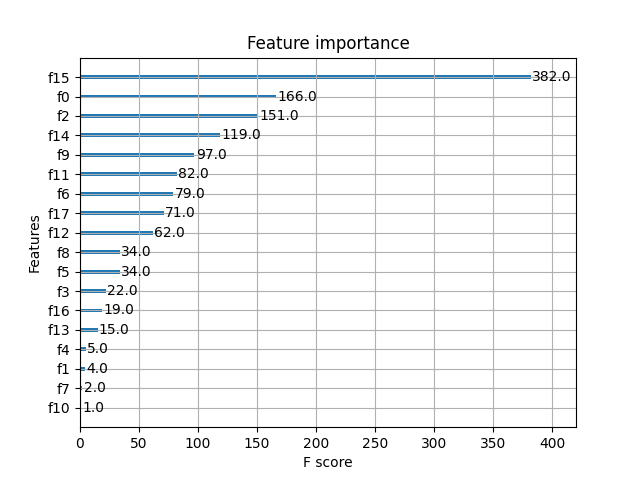 Feature importance
f15 382.0
f0 166.0
f2 151.0
f14 119.0
f9 97.0
f11 82.0
f6 79.0
f17 71.0
f12 62.0
f8 34.0
f5 34.0
f3 22.0
f16 19.0
f13 15.0
f4 5.0
f1 4.0
f7 2.0
f10 1.0
Features
0 50 100 150 200 250 300 350 400
F score